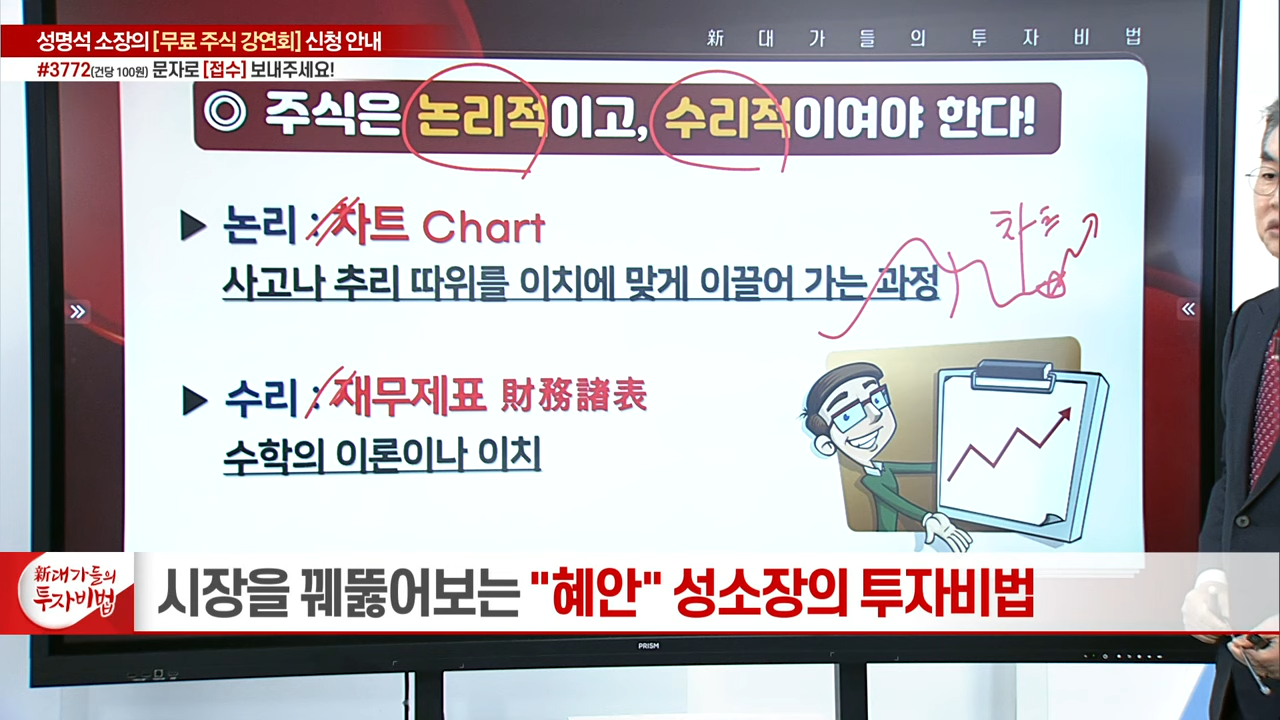 성명석 소장의 [무료 주식 강연회] 신청 안내
#3772(건당 100원) 문자로 [접수] 보내주세요!
新대가들의 투자비법
◎ 주식은 논리적이고, 수리적이여야 한다!
▶ 논리 : 차트 Chart
사고나 추리 따위를 이치에 맞게 이끌어 가는 과정
차트
▶ 수리 : 재무제표 財務諸表
수학의 이론이나 이치
新대가들의
투자비법
시장을 꿰뚫어보는 "혜안" 성소장의 투자비법
PRISM